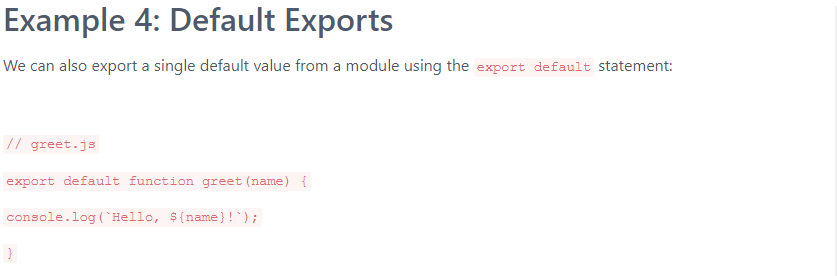 Example 4: Default Exports
We can also export a single default value from a module using the export default statement:
// greet.js
export default function greet(name) {
console.log(`Hello, ${name}!`);
}